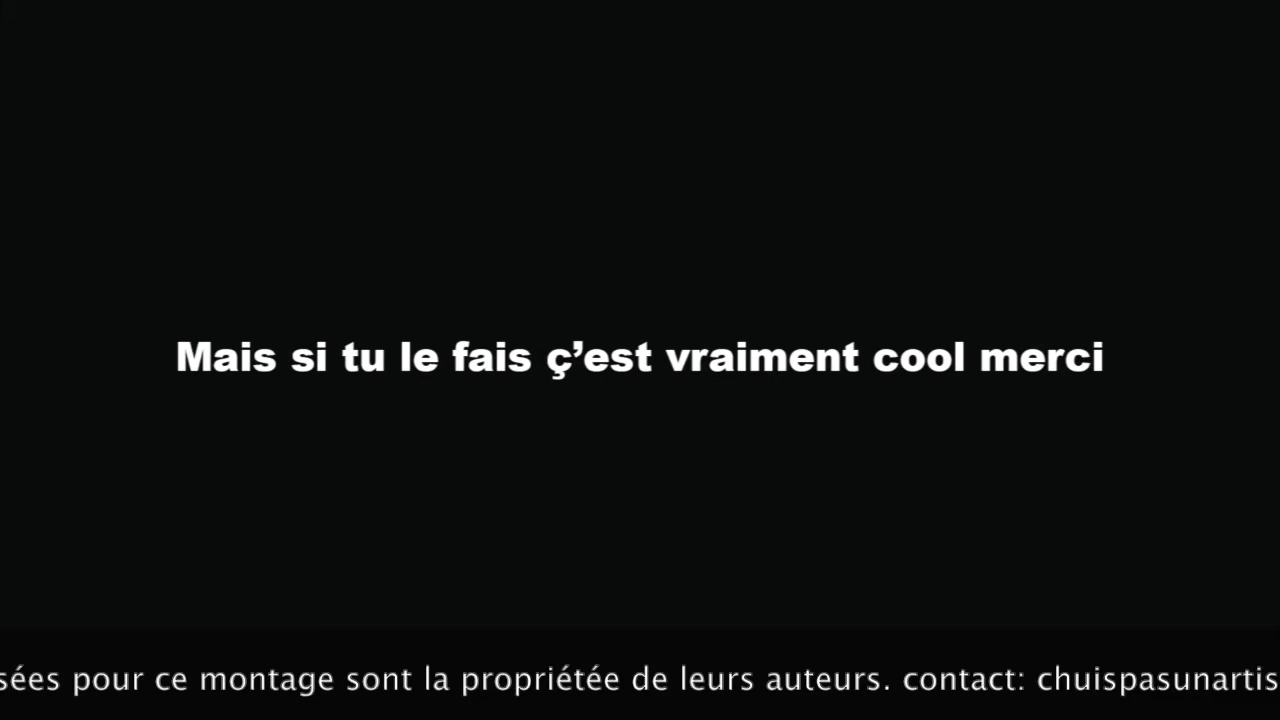 Mais si tu le fais ç’est vraiment cool merci
sées pour ce montage sont la propriétée de leurs auteurs. contact: chuispasunartis